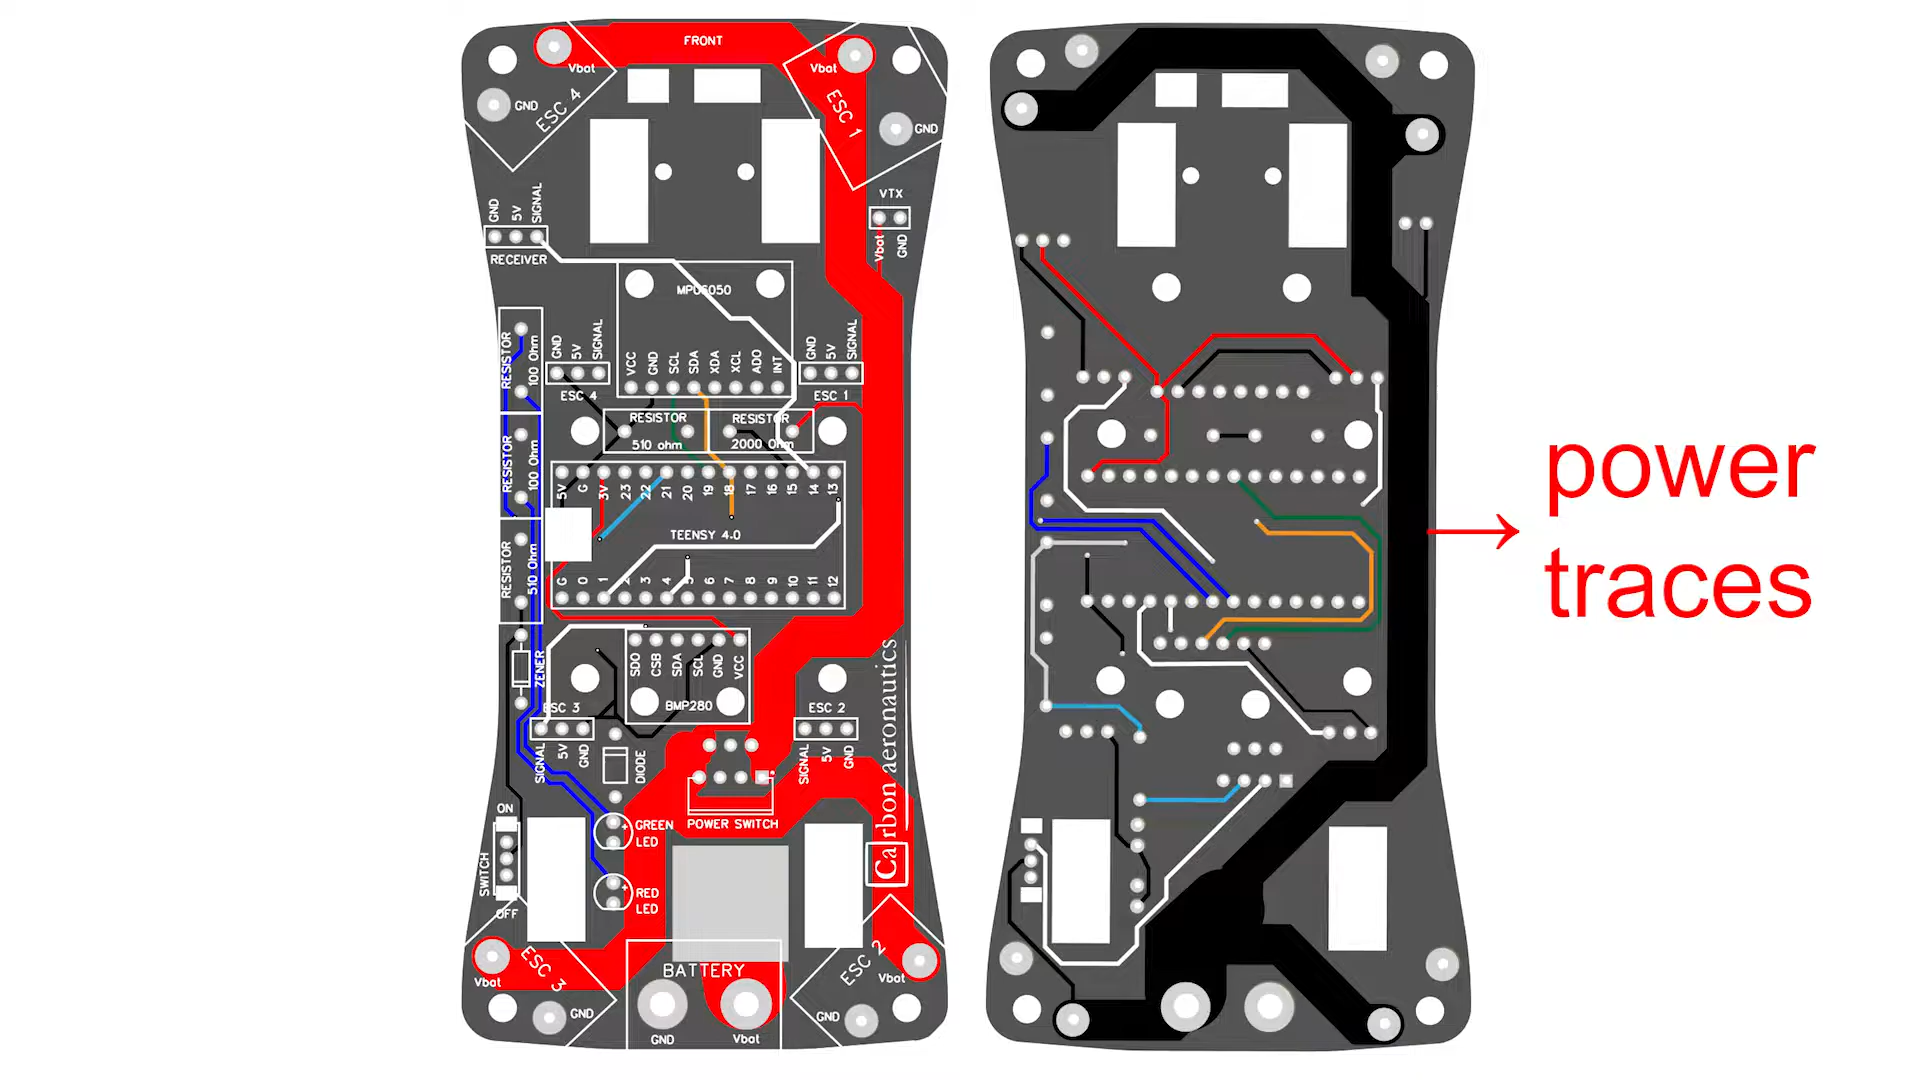 FRONT
Vbat
Vbat
GND
ESC 4
ESC 1
GND
VTX
GND
5V
SIGNAL
Vbat
GND
RECEIVER
MPU6050
RESISTOR
100 Ohm
GND
5V
SIGNAL
VCC
GND
SCL
SDA
XDA
XCL
ADO
INT
GND
5V
SIGNAL
ESC 4
ESC 1
RESISTOR
510 ohm
RESISTOR
2000 Ohm
RESISTOR
100 Ohm
5V
G
3V
23
22
21
20
19
18
17
16
15
14
13
TEENSY 4.0
RESISTOR
510 Ohm
G
0
1
2
3
4
5
6
7
8
9
10
11
12
SDO
CSB
SDA
SCL
GND
VCC
ZENER
BMP280
ESC 3
ESC 2
SIGNAL
5V
GND
DIODE
SIGNAL
5V
GND
Carbon aeronautics
ON
SWITCH
OFF
POWER SWITCH
GREEN
LED
RED
LED
ESC 3
Vbat
GND
BATTERY
GND
Vbat
ESC 2
Vbat
GND
power
traces